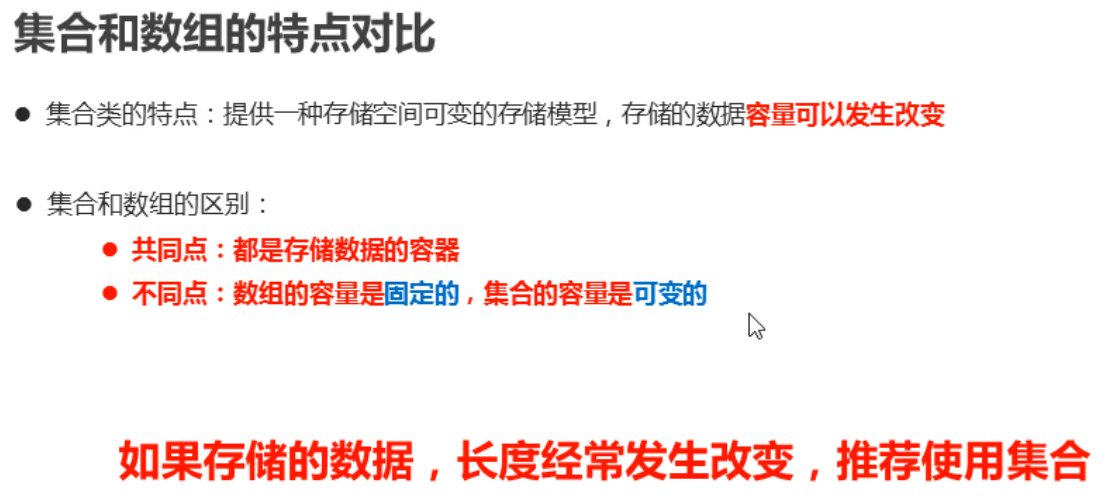 集合和数组的特点对比
● 集合类的特点：提供一种存储空间可变的存储模型，存储的数据容量可以发生改变
● 集合和数组的区别：
● 共同点：都是存储数据的容器
● 不同点：数组的容量是固定的，集合的容量是可变的
如果存储的数据，长度经常发生改变，推荐使用集合